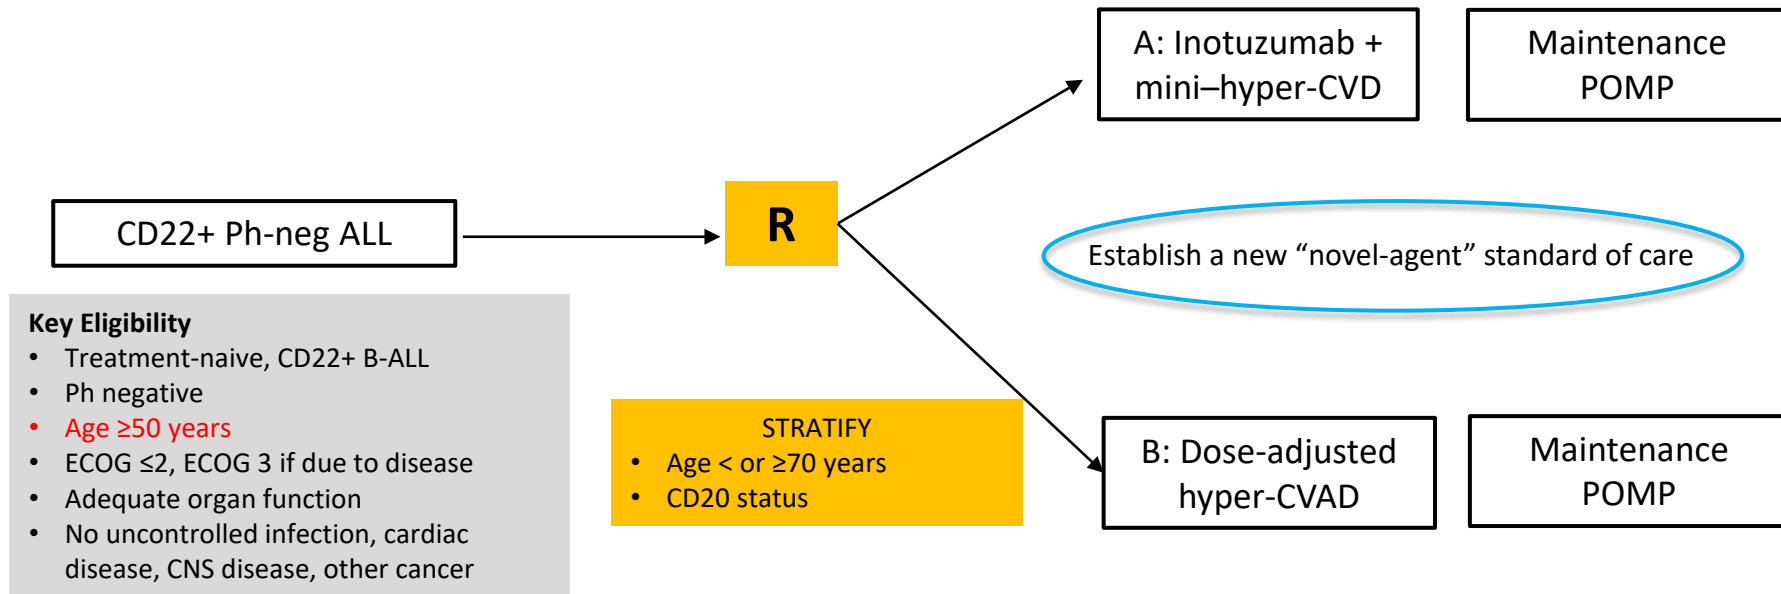 CD22+ Ph-neg ALL
Key Eligibility
• Treatment-naive, CD22+ B-ALL
• Ph negative
• Age ≥50 years
• ECOG ≤2, ECOG 3 if due to disease
• Adequate organ function
• No uncontrolled infection, cardiac
disease, CNS disease, other cancer
R
STRATIFY
• Age < or ≥70 years
• CD20 status
A: Inotuzumab +
mini–hyper-CVD
Maintenance
POMP
Establish a new “novel-agent” standard of care
B: Dose-adjusted
hyper-CVAD
Maintenance
POMP